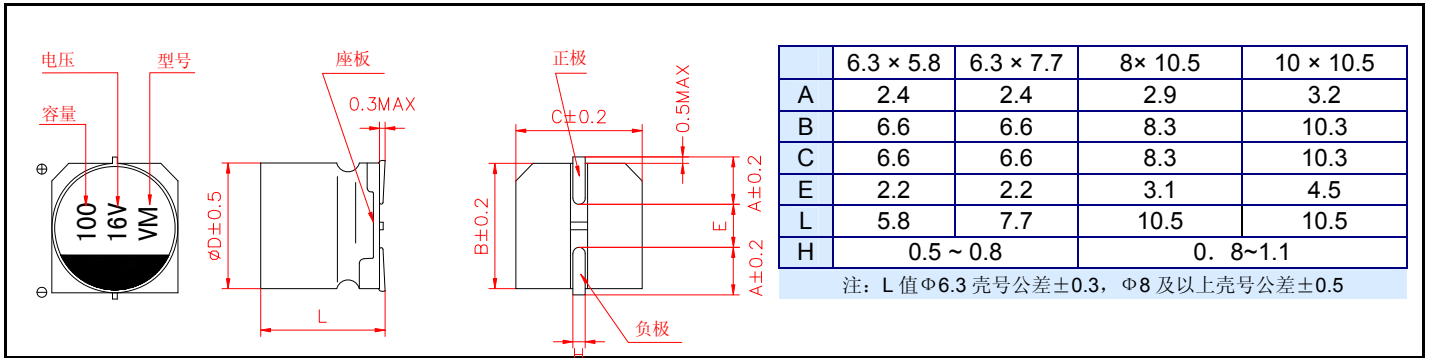 电压
型号
容量
100
16V
VM
⊕
⊖
座板
0.3MAX
ØD±0.5
L
正极
C±0.2
0.5MAX
B±0.2
A±0.2
E
A±0.2
负极
H
6.3 × 5.8 6.3 × 7.7 8× 10.5 10 × 10.5
A 2.4 2.4 2.9 3.2
B 6.6 6.6 8.3 10.3
C 6.6 6.6 8.3 10.3
E 2.2 2.2 3.1 4.5
L 5.8 7.7 10.5 10.5
H 0.5 ~ 0.8 0. 8~1.1
注: L 值Φ6.3 壳号公差±0.3, Φ8 及以上壳号公差±0.5